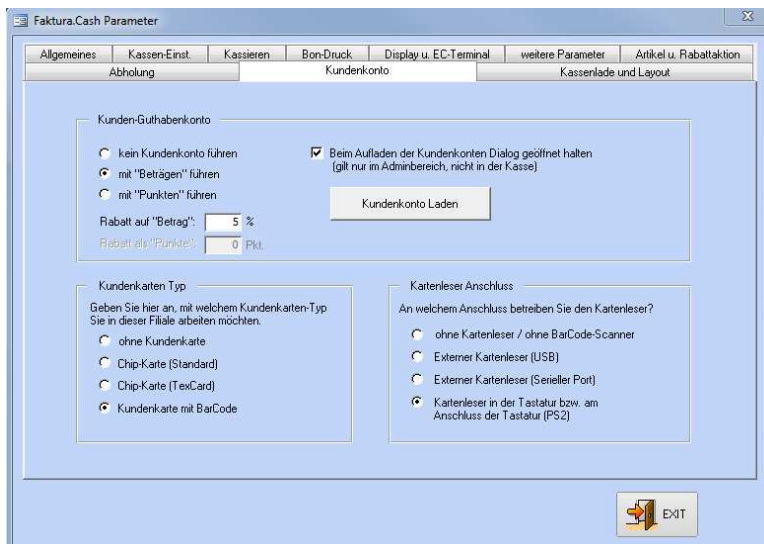 Faktura.Cash Parameter
Allgemeines Kassen-Einst. Kassieren Bon-Druck Display u. EC-Terminal weitere Parameter Artikel u. Rabattaktion
Abholung Kundenkonto Kassenlade und Layout
Kunden-Guthabenkonto
kein Kundenkonto führen
mit "Beträgen" führen
mit "Punkten" führen
Rabatt auf "Betrag": 5 %
Rabatt als "Punkte": 0 Pkt.
Beim Aufladen der Kundenkonten Dialog geöffnet halten
(gilt nur im Adminbereich, nicht in der Kasse)
Kundenkonto Laden
Kundenkarten Typ
Geben Sie hier an, mit welchem Kundenkarten-Typ
Sie in dieser Filiale arbeiten möchten.
ohne Kundenkarte
Chip-Karte (Standard)
Chip-Karte (TexCard)
Kundenkarte mit BarCode
Kartenleser Anschluss
An welchem Anschluss betreiben Sie den Kartenleser?
ohne Kartenleser / ohne BarCode-Scanner
Externer Kartenleser (USB)
Externer Kartenleser (Serieller Port)
Kartenleser in der Tastatur bzw. am
Anschluss der Tastatur (PS2)
EXIT